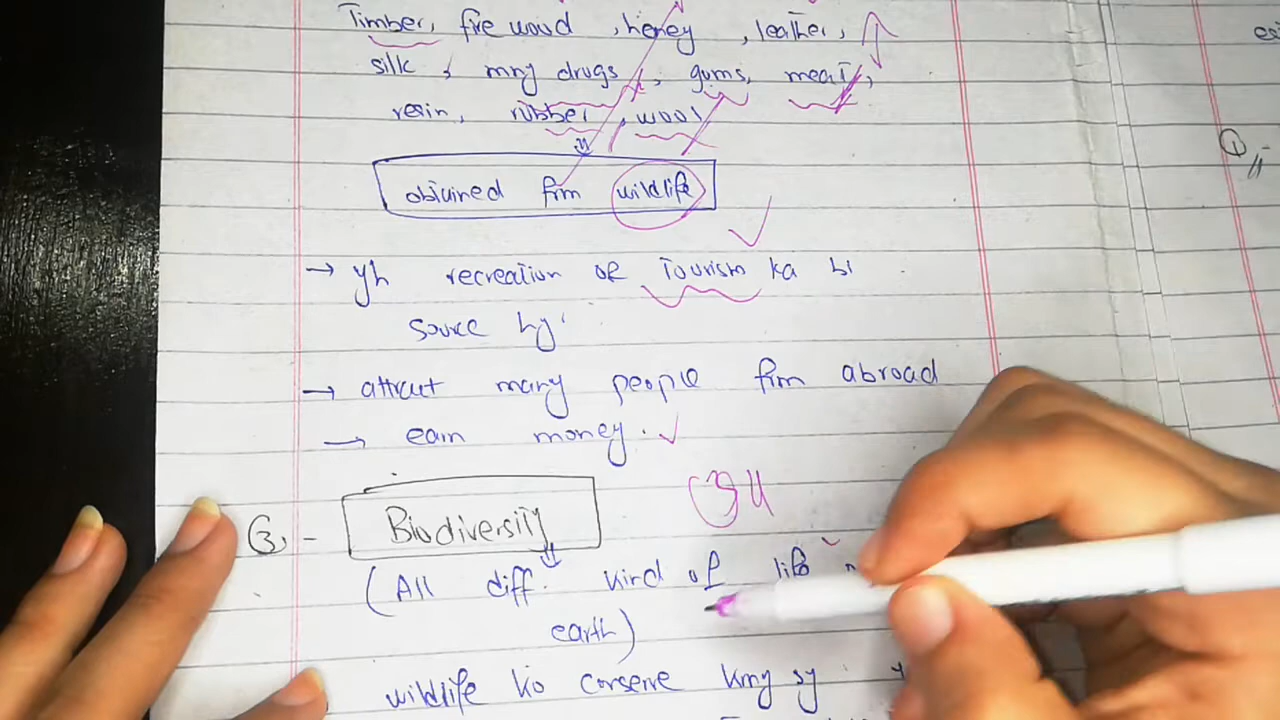 Timber, fire wood, honey, leather,
silk & mny drugs, gums, meat,
resin, rubber, wool
obtained frm wildlife
→ yh recreation or Tourism ka bi
source hy
→ attract many people frm abroad
→ earn money.
3. - Biodiversity
(All diff. kind of life
earth)
wildlife ko conserve krny sy